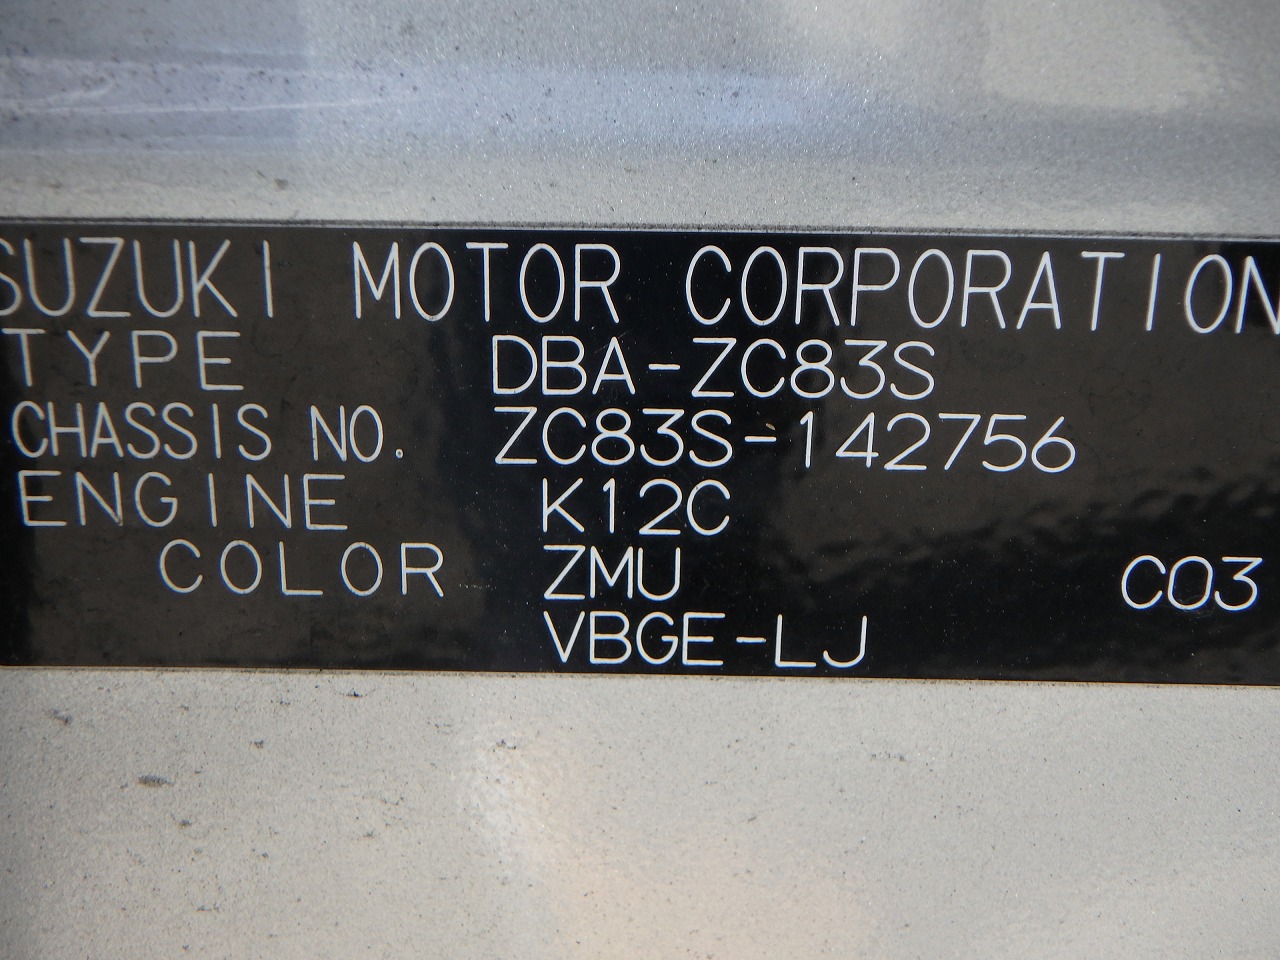 SUZUKI MOTOR CORPORATION
TYPE DBA-ZC83S
CHASSIS NO. ZC83S-142756
ENGINE K12C
COLOR ZMU C03
VBGE-LJ